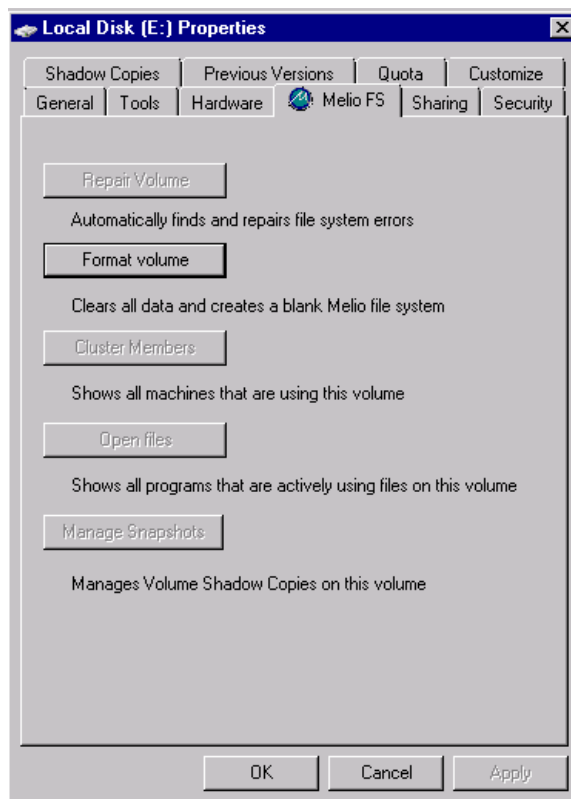 Local Disk (E:) Properties
Shadow Copies Previous Versions Quota Customize
General Tools Hardware Melio FS Sharing Security
Repair Volume
Automatically finds and repairs file system errors
Format volume
Clears all data and creates a blank Melio file system
Cluster Members
Shows all machines that are using this volume
Open files
Shows all programs that are actively using files on this volume
Manage Snapshots
Manages Volume Shadow Copies on this volume
OK Cancel Apply